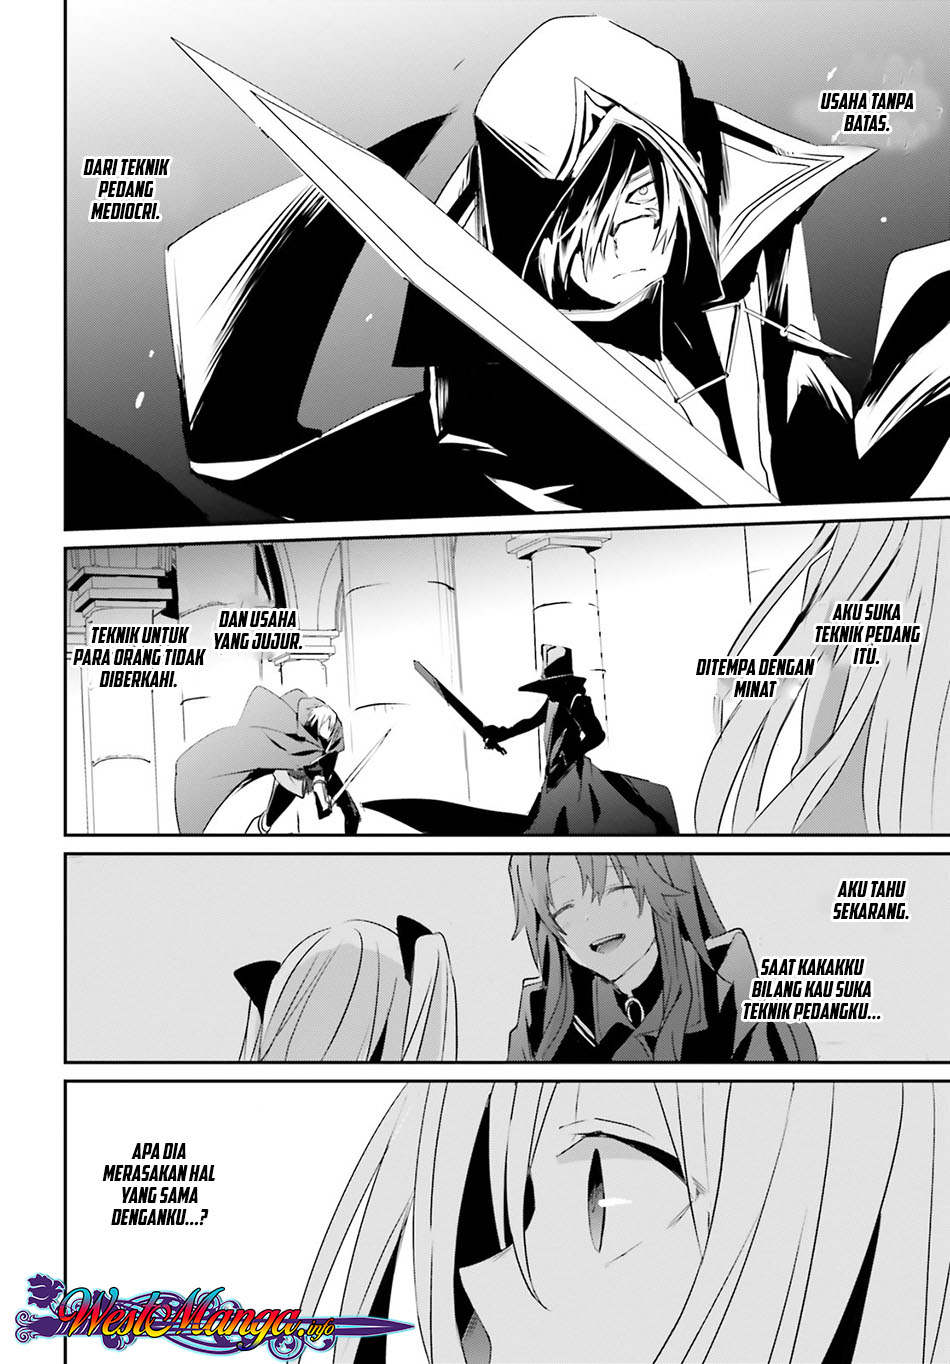 USAHA TANPA
BATAS.
DARI TEKNIK
PEDANG
MEDIOCRI.
AKU SUKA
TEKNIK PEDANG
ITU.
DITEMPA DENGAN
MINAT
DAN USAHA
YANG JUJUR.
TEKNIK UNTUK
PARA ORANG TIDAK
DIBERKAHI.
AKU TAHU
SEKARANG.
SAAT KAKAKKU
BILANG KAU SUKA
TEKNIK PEDANGKU...
APA DIA
MERASAKAN HAL
YANG SAMA
DENGANKU...?
WestManga.info